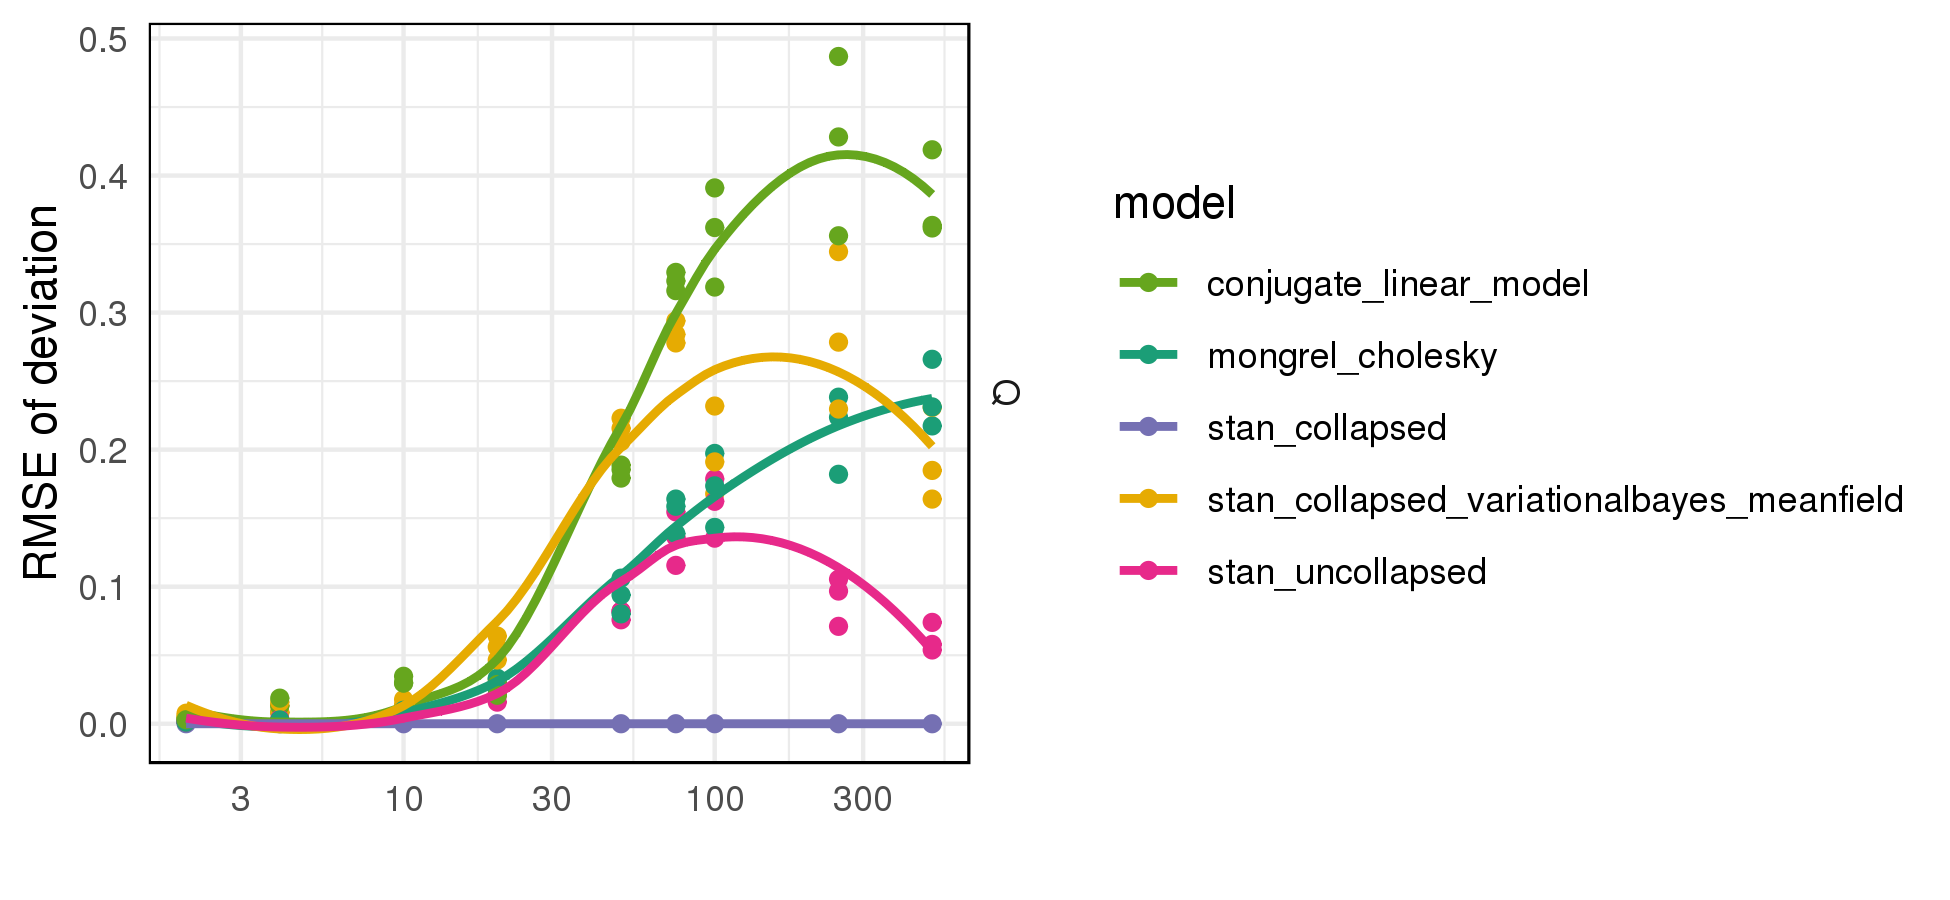 RMSE of deviation
0.5
0.4
0.3
0.2
0.1
0.0
3
10
30
100
300
Q
model
conjugate_linear_model
mongrel_cholesky
stan_collapsed
stan_collapsed_variationalbayes_meanfield
stan_uncollapsed